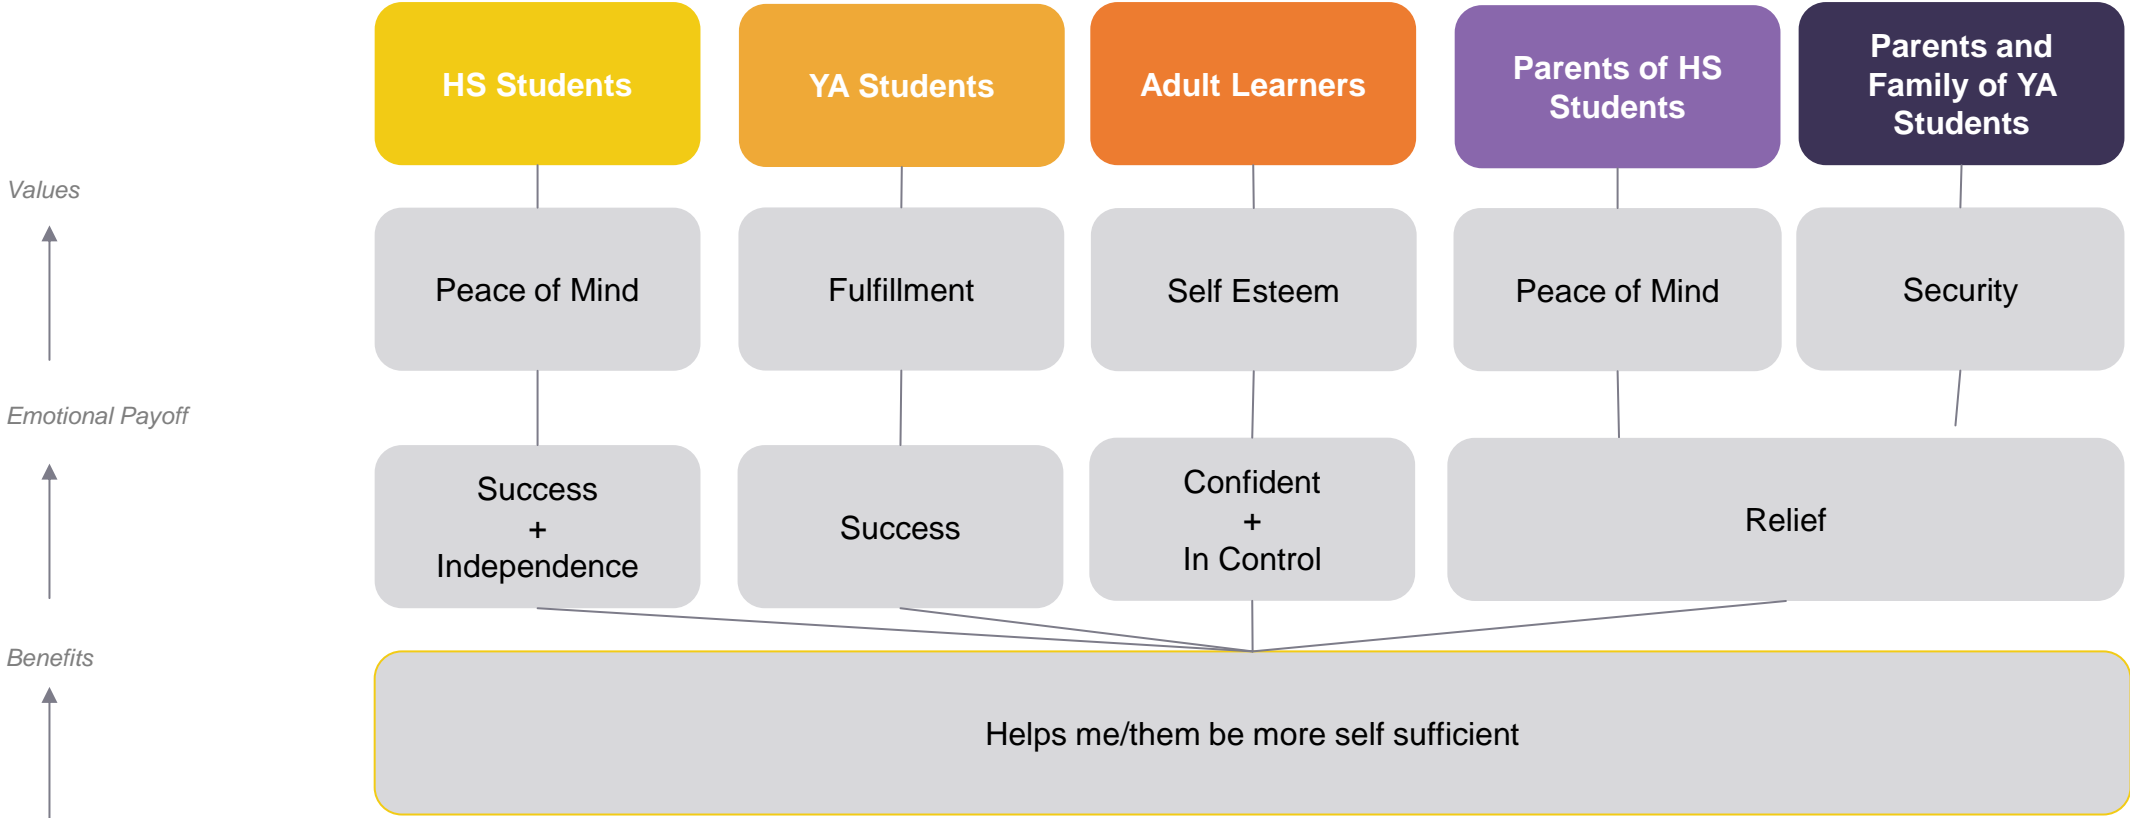 HS Students
YA Students
Adult Learners
Parents of HS
Students
Parents and
Family of YA
Students
Values
Peace of Mind
Fulfillment
Self Esteem
Peace of Mind
Security
Emotional Payoff
Success
+
Independence
Success
Confident
+
In Control
Relief
Benefits
Helps me/them be more self sufficient